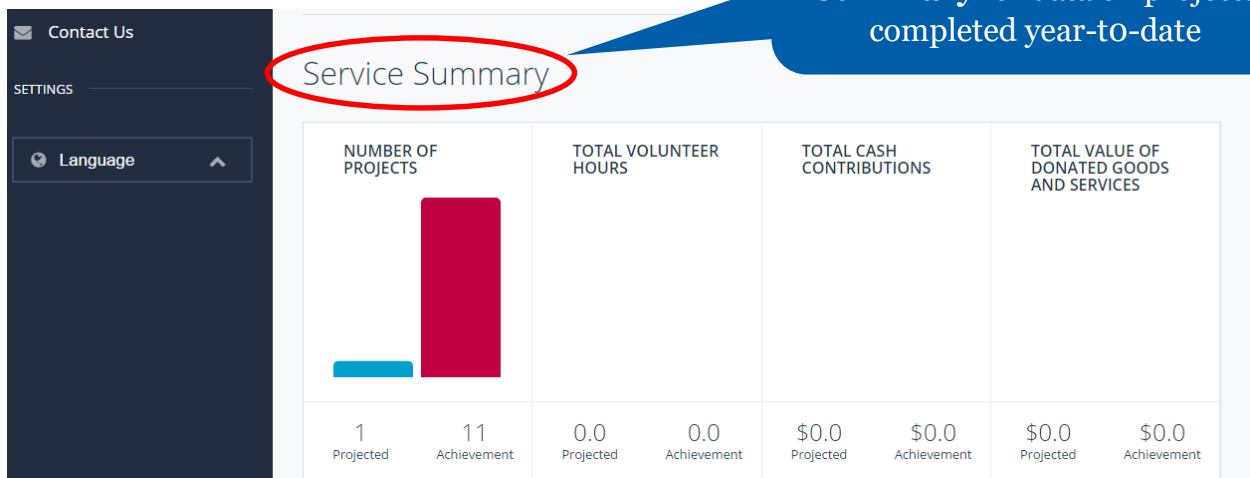 completed year-to-date
Contact Us
Service Summary
SETTINGS
Language
NUMBER OF
PROJECTS
TOTAL VOLUNTEER
HOURS
TOTAL CASH
CONTRIBUTIONS
TOTAL VALUE OF
DONATED GOODS
AND SERVICES
1 11 0.0 0.0 $0.0 $0.0 $0.0 $0.0
Projected Achievement Projected Achievement Projected Achievement Projected Achievement